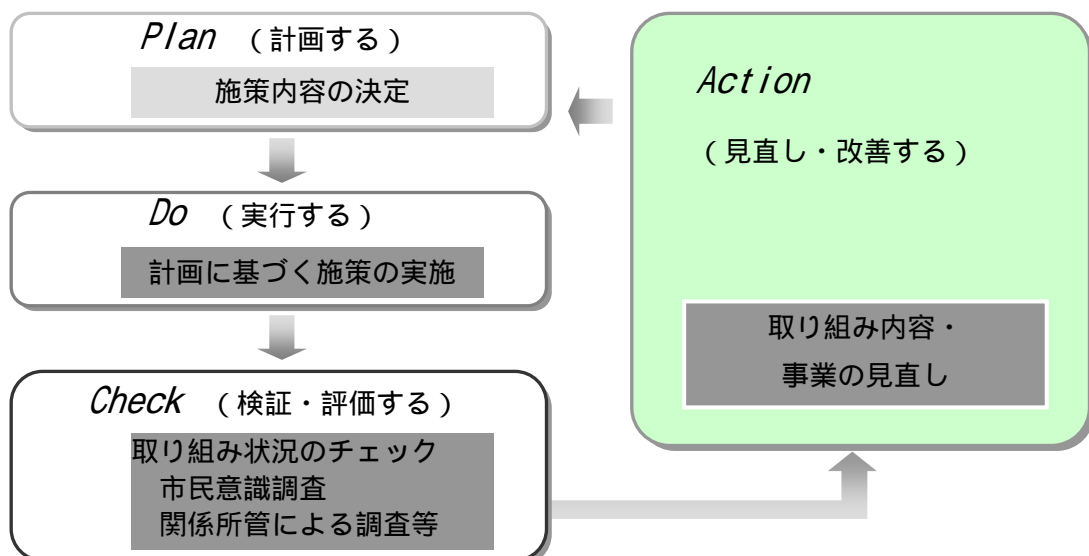 Plan （計画する）
施策内容の決定
Do （実行する）
計画に基づく施策の実施
Check （検証・評価する）
取り組み状況のチェック
市民意識調査
関係所管による調査等
Action
（見直し・改善する）
取り組み内容・
事業の見直し